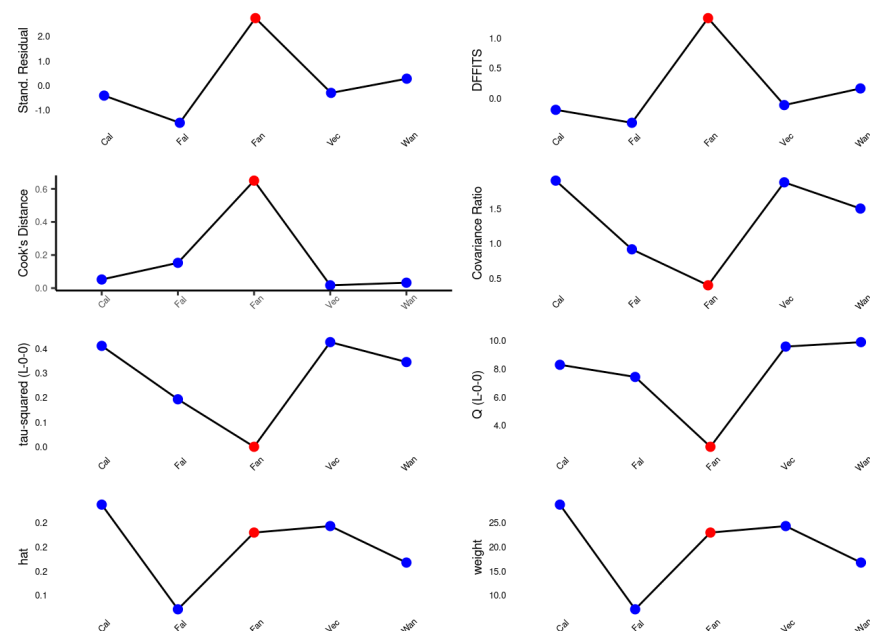 Stand. Residual
2.0
1.0
0.0
-1.0
Cal
Fal
Fan
Vec
Wan
DFFITS
1.0
0.5
0.0
Cal
Fal
Fan
Vec
Wan
Cook's Distance
0.6
0.4
0.2
0.0
Cal
Fal
Fan
Vec
Wan
Covariance Ratio
1.5
1.0
0.5
Cal
Fal
Fan
Vec
Wan
tau-squared (L-0-0)
0.4
0.3
0.2
0.1
0.0
Cal
Fal
Fan
Vec
Wan
Q (L-0-0)
10.0
8.0
6.0
4.0
Cal
Fal
Fan
Vec
Wan
hat
0.2
0.2
0.2
0.1
Cal
Fal
Fan
Vec
Wan
weight
25.0
20.0
15.0
10.0
Cal
Fal
Fan
Vec
Wan